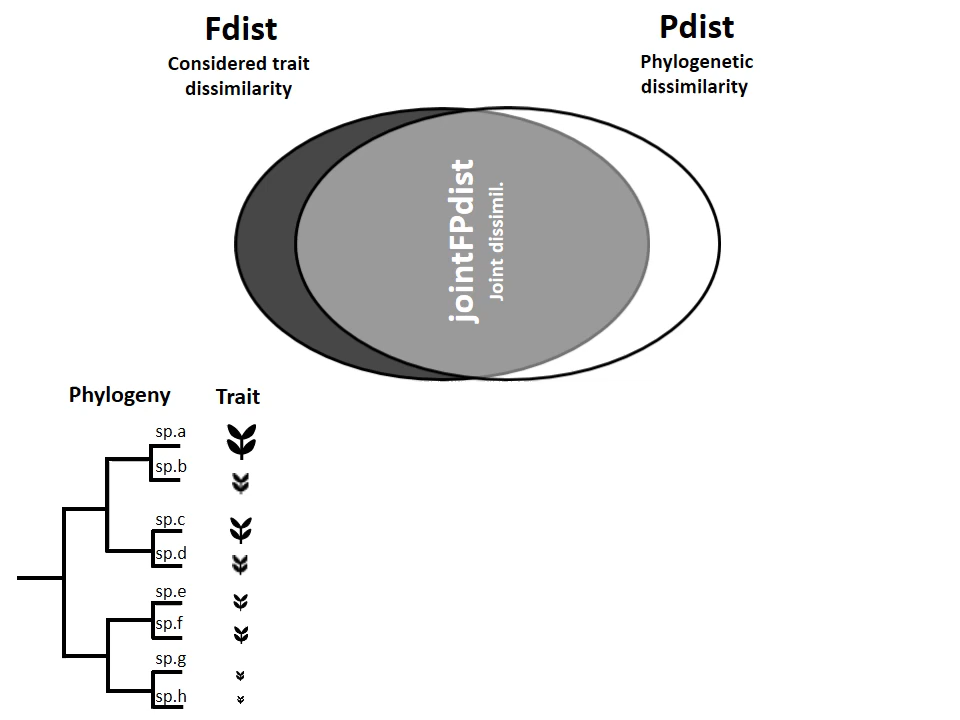 Fdist
Considered trait
dissimilarity
Pdist
Phylogenetic
dissimilarity
jointFPdist
Joint dissimil.
Phylogeny
Trait
sp.a
sp.b
sp.c
sp.d
sp.e
sp.f
sp.g
sp.h